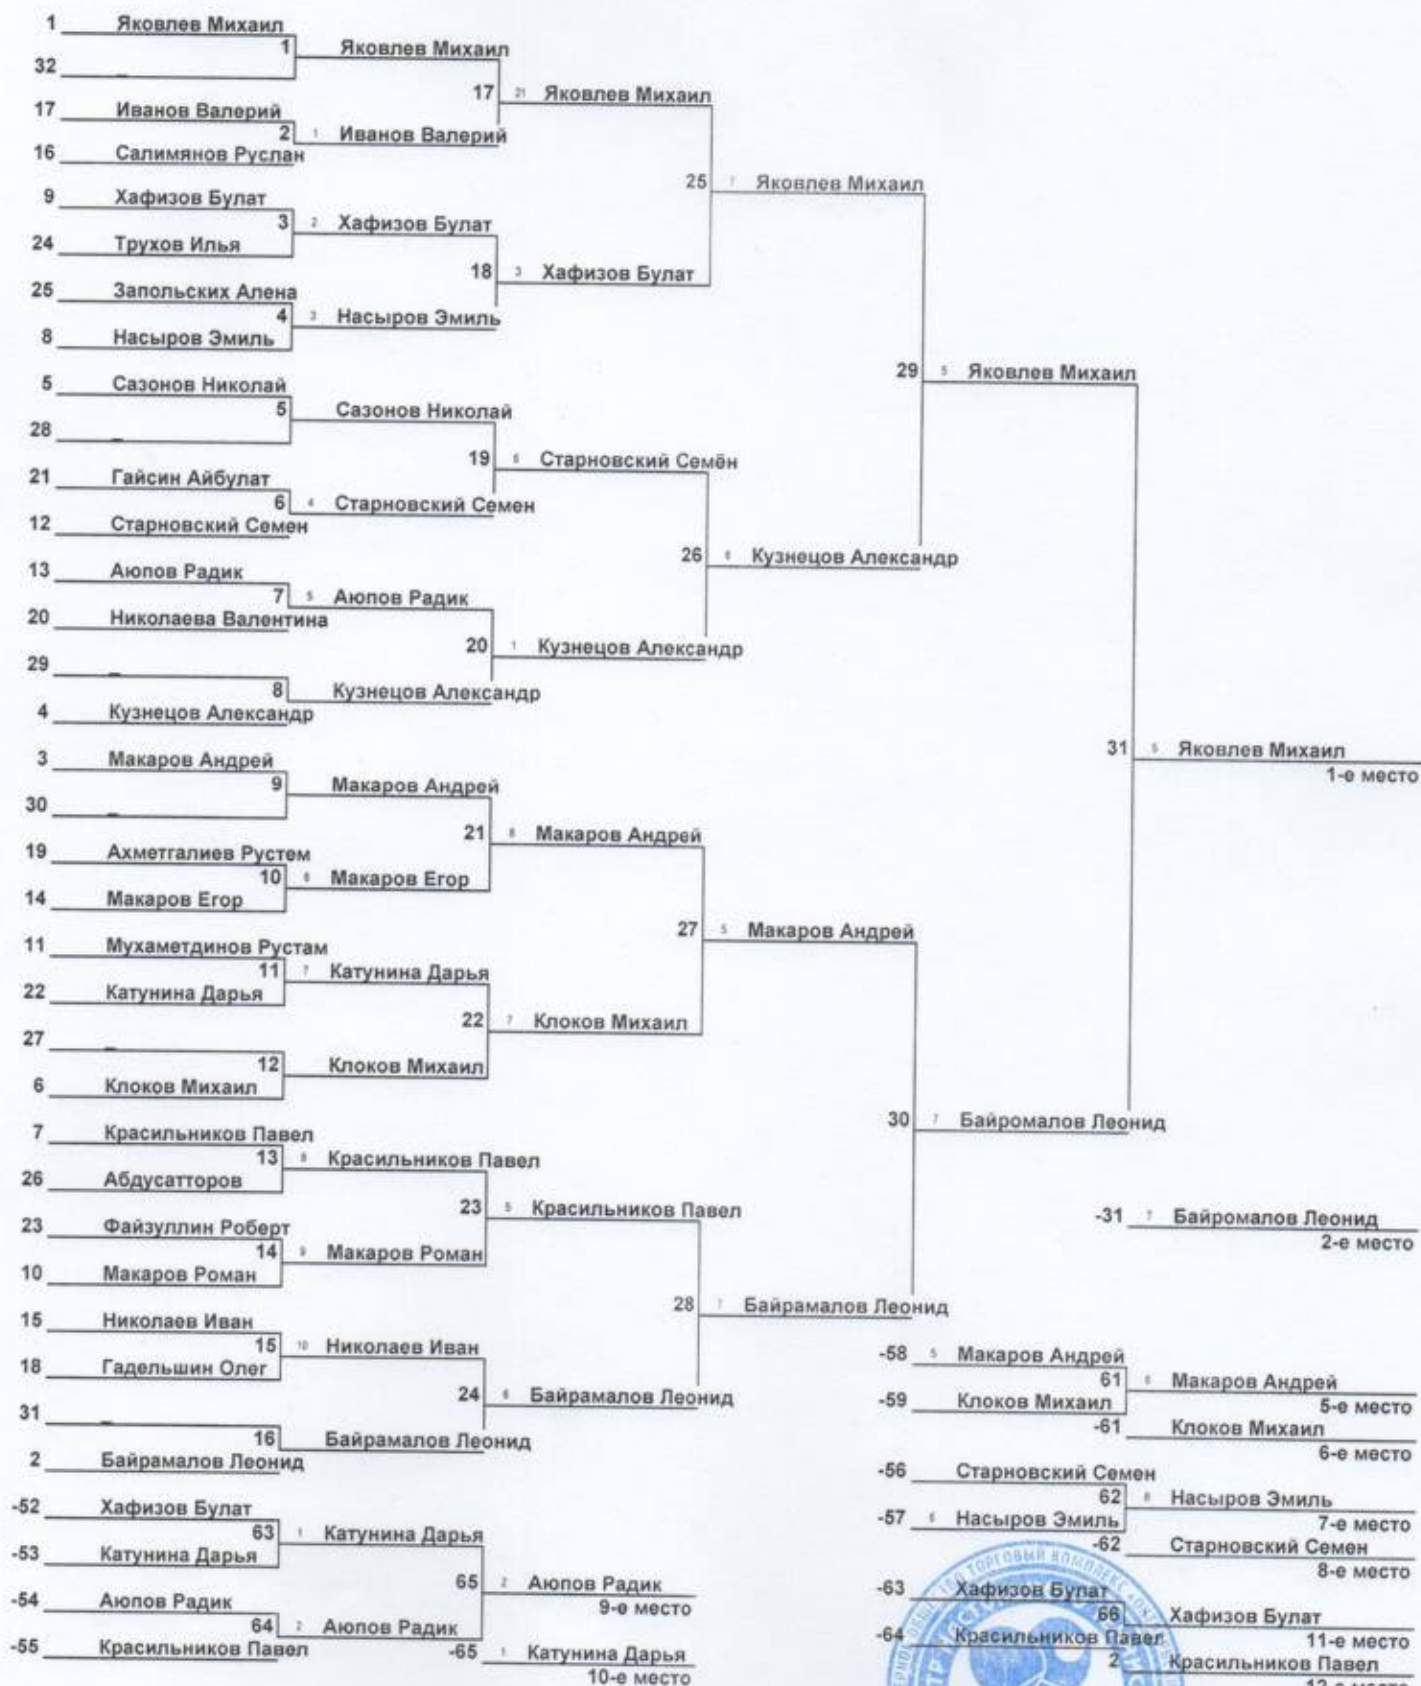 1 Яковлев Михаил
1 Яковлев Михаил
32 _
17 21 Яковлев Михаил
17 Иванов Валерий
2 1 Иванов Валерий
16 Салимянов Руслан
25 7 Яковлев Михаил
9 Хафизов Булат
3 2 Хафизов Булат
24 Трухов Илья
18 3 Хафизов Булат
25 Запольских Алена
4 3 Насыров Эмиль
8 Насыров Эмиль
29 5 Яковлев Михаил
5 Сазонов Николай
5 Сазонов Николай
28 _
19 Старновский Семён
21 Гайсин Айбулат
6 4 Старновский Семен
12 Старновский Семен
26 Кузнецов Александр
13 Аюпов Радик
7 5 Аюпов Радик
20 Николаева Валентина
20 1 Кузнецов Александр
29 _
8 Кузнецов Александр
4 Кузнецов Александр
31 5 Яковлев Михаил
1-е место
3 Макаров Андрей
9 Макаров Андрей
30 _
21 8 Макаров Андрей
19 Ахметгалиев Рустем
10 6 Макаров Егор
14 Макаров Егор
27 5 Макаров Андрей
11 Мухаметдинов Рустам
11 7 Катунина Дарья
22 Катунина Дарья
22 7 Клоков Михаил
27 _
12 Клоков Михаил
6 Клоков Михаил
30 7 Байромалов Леонид
7 Красильников Павел
13 8 Красильников Павел
26 Абдусатторов
23 5 Красильников Павел
-31 7 Байромалов Леонид
2-е место
23 Файзуллин Роберт
14 9 Макаров Роман
10 Макаров Роман
28 7 Байрамалов Леонид
15 Николаев Иван
15 10 Николаев Иван
18 Гадельшин Олег
24 6 Байрамалов Леонид
31 _
16 Байрамалов Леонид
2 Байрамалов Леонид
-58 5 Макаров Андрей
61 6 Макаров Андрей
5-е место
-59 Клоков Михаил
-61 Клоков Михаил
6-е место
-56 Старновский Семен
62 8 Насыров Эмиль
7-е место
-57 6 Насыров Эмиль
-62 Старновский Семен
8-е место
-52 Хафизов Булат
63 1 Катунина Дарья
-53 Катунина Дарья
65 2 Аюпов Радик
9-е место
-54 Аюпов Радик
64 2 Аюпов Радик
-55 Красильников Павел
-65 1 Катунина Дарья
10-е место
-63 Хафизов Булат
66 Хафизов Булат
11-е место
-64 Красильников Павел
2 Красильников Павел
12-е место
ТОРГОВЫЙ КОМПЛЕКС